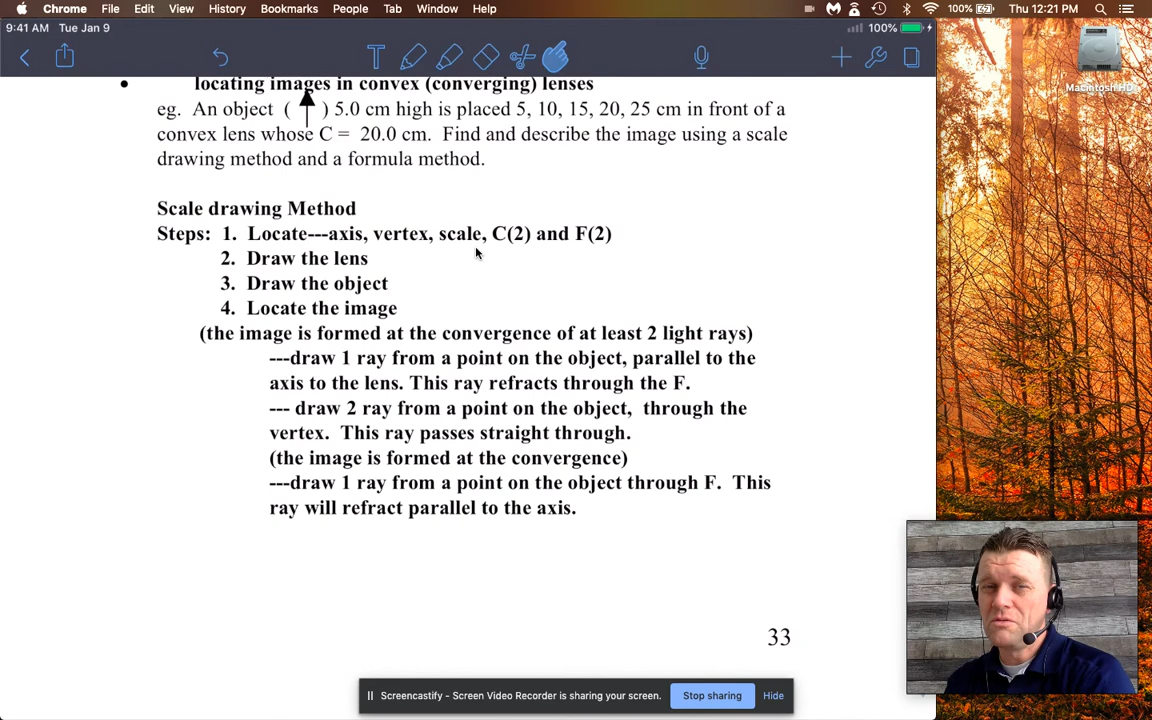 Chrome File Edit View History Bookmarks People Tab Window Help 100% Thu 12:21 PM
9:41 AM Tue Jan 9 100%
Macintosh HD
locating images in convex (converging) lenses
eg. An object ( ) 5.0 cm high is placed 5, 10, 15, 20, 25 cm in front of a
convex lens whose C = 20.0 cm. Find and describe the image using a scale
drawing method and a formula method.
Scale drawing Method
Steps: 1. Locate---axis, vertex, scale, C(2) and F(2)
2. Draw the lens
3. Draw the object
4. Locate the image
(the image is formed at the convergence of at least 2 light rays)
---draw 1 ray from a point on the object, parallel to the
axis to the lens. This ray refracts through the F.
--- draw 2 ray from a point on the object, through the
vertex. This ray passes straight through.
(the image is formed at the convergence)
---draw 1 ray from a point on the object through F. This
ray will refract parallel to the axis.
33
Screencastify - Screen Video Recorder is sharing your screen. Stop sharing Hide